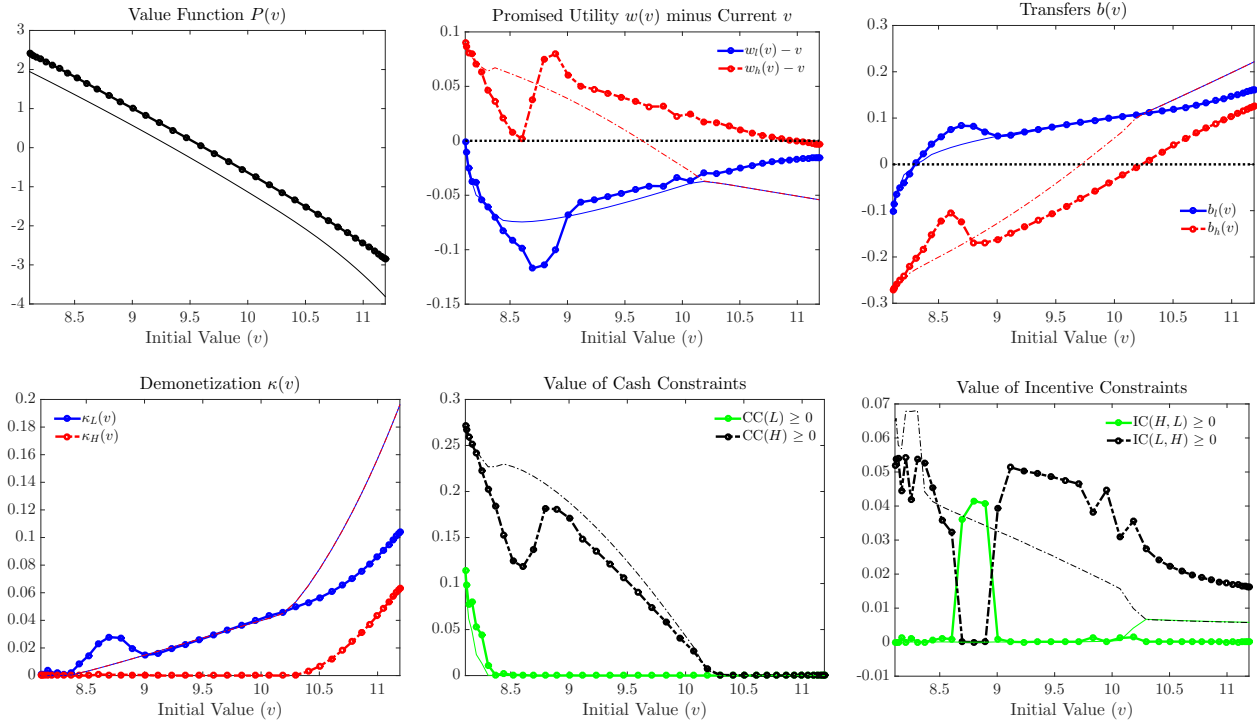 Value Function P(v)
3
2
1
0
-1
-2
-3
-4
8.5 9 9.5 10 10.5 11
Initial Value (v)
Promised Utility w(v) minus Current v
0.1
0.05
0
-0.05
-0.1
-0.15
w_l(v) − v
w_h(v) − v
8.5 9 9.5 10 10.5 11
Initial Value (v)
Transfers b(v)
0.3
0.2
0.1
0
-0.1
-0.2
-0.3
b_l(v)
b_h(v)
8.5 9 9.5 10 10.5 11
Initial Value (v)
Demonetization κ(v)
0.2
0.18
0.16
0.14
0.12
0.1
0.08
0.06
0.04
0.02
0
κ_L(v)
κ_H(v)
8.5 9 9.5 10 10.5 11
Initial Value (v)
Value of Cash Constraints
0.3
0.25
0.2
0.15
0.1
0.05
0
CC(L) ≥ 0
CC(H) ≥ 0
8.5 9 9.5 10 10.5 11
Initial Value (v)
Value of Incentive Constraints
0.07
0.06
0.05
0.04
0.03
0.02
0.01
0
-0.01
IC(H, L) ≥ 0
IC(L, H) ≥ 0
8.5 9 9.5 10 10.5 11
Initial Value (v)